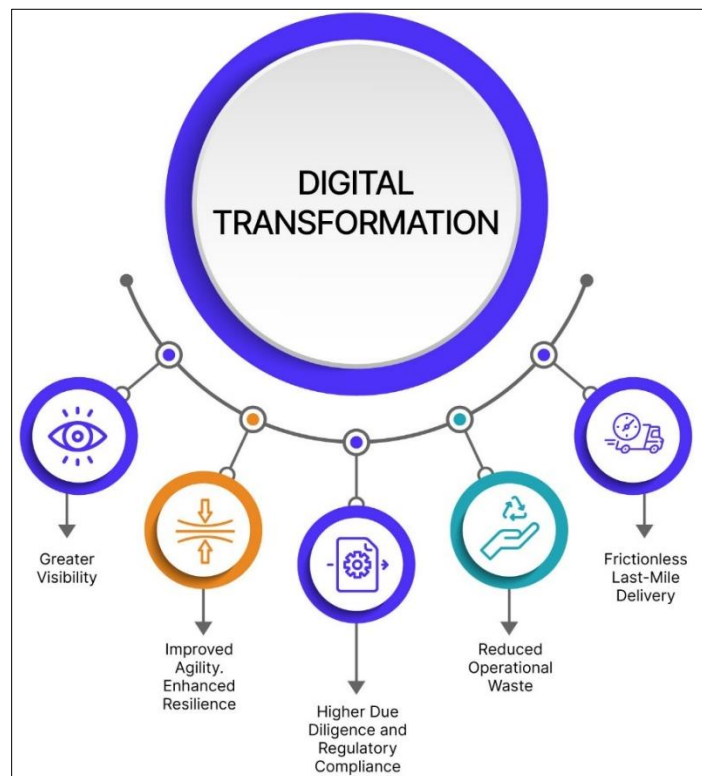 DIGITAL
TRANSFORMATION
Greater
Visibility
Improved
Agility.
Enhanced
Resilience
Higher Due
Diligence and
Regulatory
Compliance
Reduced
Operational
Waste
Frictionless
Last-Mile
Delivery